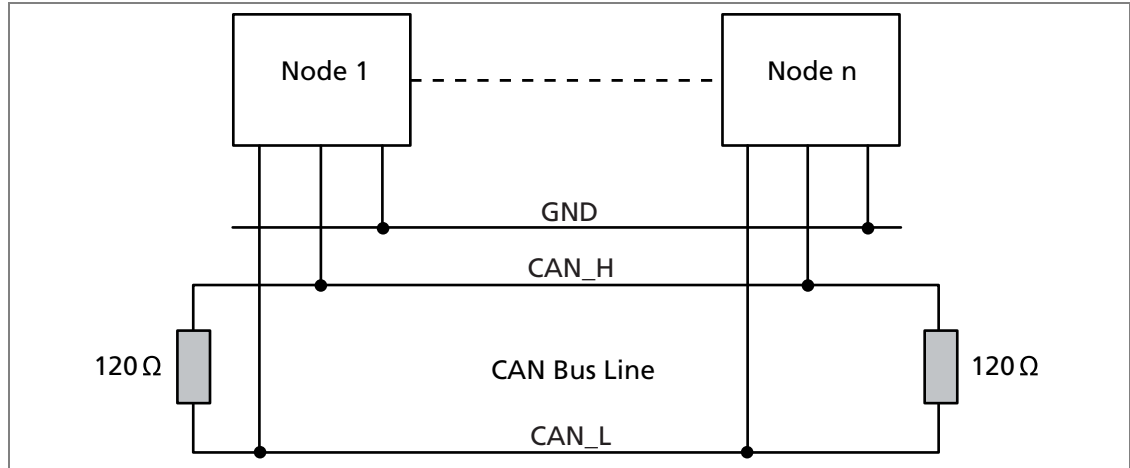 Node 1
Node n
GND
CAN_H
120 Ω
CAN Bus Line
120 Ω
CAN_L